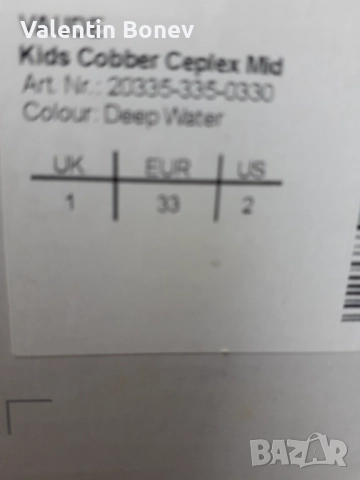 Valentin Bonev
Kids Cobber Ceplex Mid
Art. Nr.: 20335-335-0330
Colour: Deep Water
UK EUR US
1 33 2
BAZAR